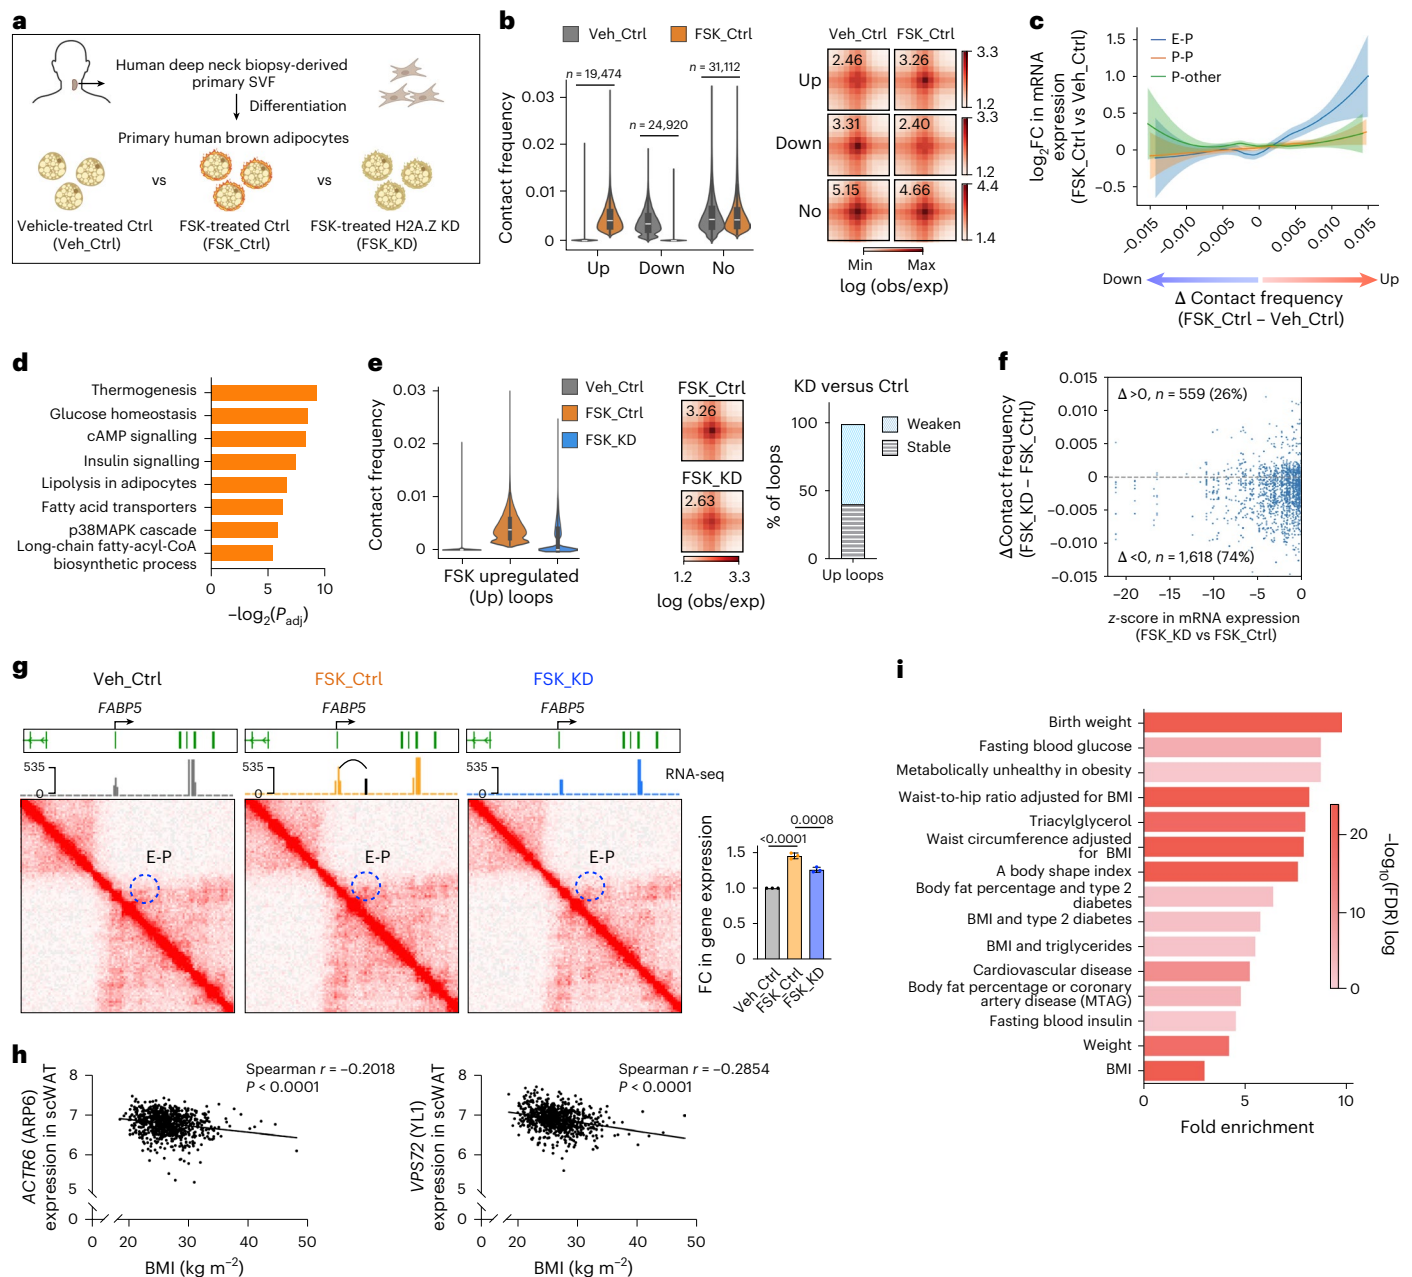 a
Human deep neck biopsy-derived
primary SVF
Differentiation
Primary human brown adipocytes
vs
vs
Vehicle-treated Ctrl
(Veh_Ctrl)
FSK-treated Ctrl
(FSK_Ctrl)
FSK-treated H2A.Z KD
(FSK_KD)
b
Veh_Ctrl
FSK_Ctrl
n = 19,474
n = 24,920
n = 31,112
Contact frequency
0.03
0.02
0.01
0
Up
Down
No
Veh_Ctrl
FSK_Ctrl
Up
2.46
3.26
3.3
1.2
Down
3.31
2.40
3.3
1.2
No
5.15
4.66
4.4
1.4
Min
Max
log (obs/exp)
c
log2FC in mRNA
expression
(FSK_Ctrl vs Veh_Ctrl)
1.5
1.0
0.5
0
−0.5
E-P
P-P
P-other
−0.015
−0.010
−0.005
0
0.005
0.010
0.015
Down
Up
Δ Contact frequency
(FSK_Ctrl − Veh_Ctrl)
d
Thermogenesis
Glucose homeostasis
cAMP signalling
Insulin signalling
Lipolysis in adipocytes
Fatty acid transporters
p38MAPK cascade
Long-chain fatty-acyl-CoA
biosynthetic process
0
5
10
−log2(Padj)
e
Contact frequency
0.03
0.02
0.01
0
Veh_Ctrl
FSK_Ctrl
FSK_KD
FSK upregulated
(Up) loops
FSK_Ctrl
3.26
FSK_KD
2.63
1.2
3.3
log (obs/exp)
KD versus Ctrl
% of loops
100
50
0
Up loops
Weaken
Stable
f
ΔContact frequency
(FSK_KD − FSK_Ctrl)
0.015
0.010
0.005
0
−0.005
−0.010
−0.015
Δ >0, n = 559 (26%)
Δ <0, n = 1,618 (74%)
−20
−15
−10
−5
0
z-score in mRNA expression
(FSK_KD vs FSK_Ctrl)
g
Veh_Ctrl
FSK_Ctrl
FSK_KD
FABP5
FABP5
FABP5
535
0
535
0
535
0
RNA-seq
E-P
E-P
E-P
FC in gene expression
1.5
1.0
0.5
0
<0.0001
0.0008
Veh_Ctrl
FSK_Ctrl
FSK_KD
h
ACTR6 (ARP6)
expression in scWAT
8
7
6
5
0
Spearman r = −0.2018
P < 0.0001
0
20
30
40
50
BMI (kg m−2)
VPS72 (YL1)
expression in scWAT
8
7
6
5
0
Spearman r = −0.2854
P < 0.0001
0
20
30
40
50
BMI (kg m−2)
i
Birth weight
Fasting blood glucose
Metabolically unhealthy in obesity
Waist-to-hip ratio adjusted for BMI
Triacylglycerol
Waist circumference adjusted
for BMI
A body shape index
Body fat percentage and type 2
diabetes
BMI and type 2 diabetes
BMI and triglycerides
Cardiovascular disease
Body fat percentage or coronary
artery disease (MTAG)
Fasting blood insulin
Weight
BMI
0
5
10
Fold enrichment
20
10
0
−log10(FDR) log